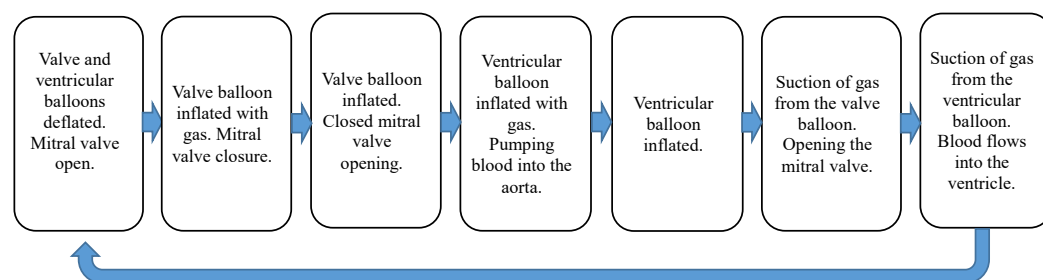 Valve and
ventricular
balloons
deflated.
Mitral valve
open.
Valve balloon
inflated with
gas. Mitral
valve closure.
Valve balloon
inflated.
Closed mitral
valve
opening.
Ventricular
balloon
inflated with
gas.
Pumping
blood into the
aorta.
Ventricular
balloon
inflated.
Suction of gas
from the valve
balloon.
Opening the
mitral valve.
Suction of gas
from the
ventricular
balloon.
Blood flows
into the
ventricle.